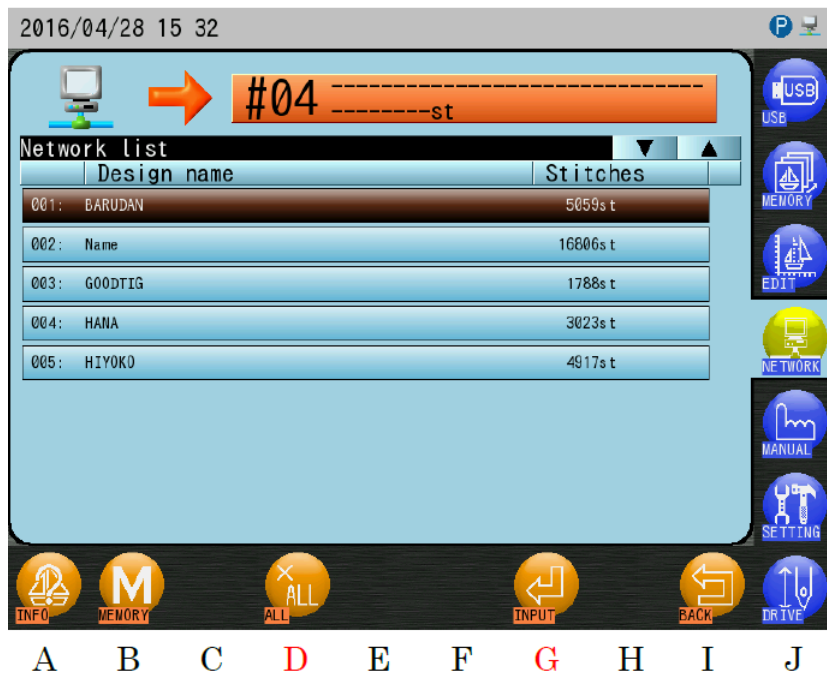 2016/04/28 15 32
P
#04 ------------------------------
--------st
USB
USB
Network list ▼ ▲
Design name Stitches
001: BARUDAN 5059st
002: Name 16806st
003: GOODTIG 1788st
004: HANA 3023st
005: HIYOKO 4917st
MEMORY
EDIT
NETWORK
MANUAL
SETTING
INFO
M
MEMORY
×
ALL
ALL
INPUT
BACK
DRIVE
A B C D E F G H I J